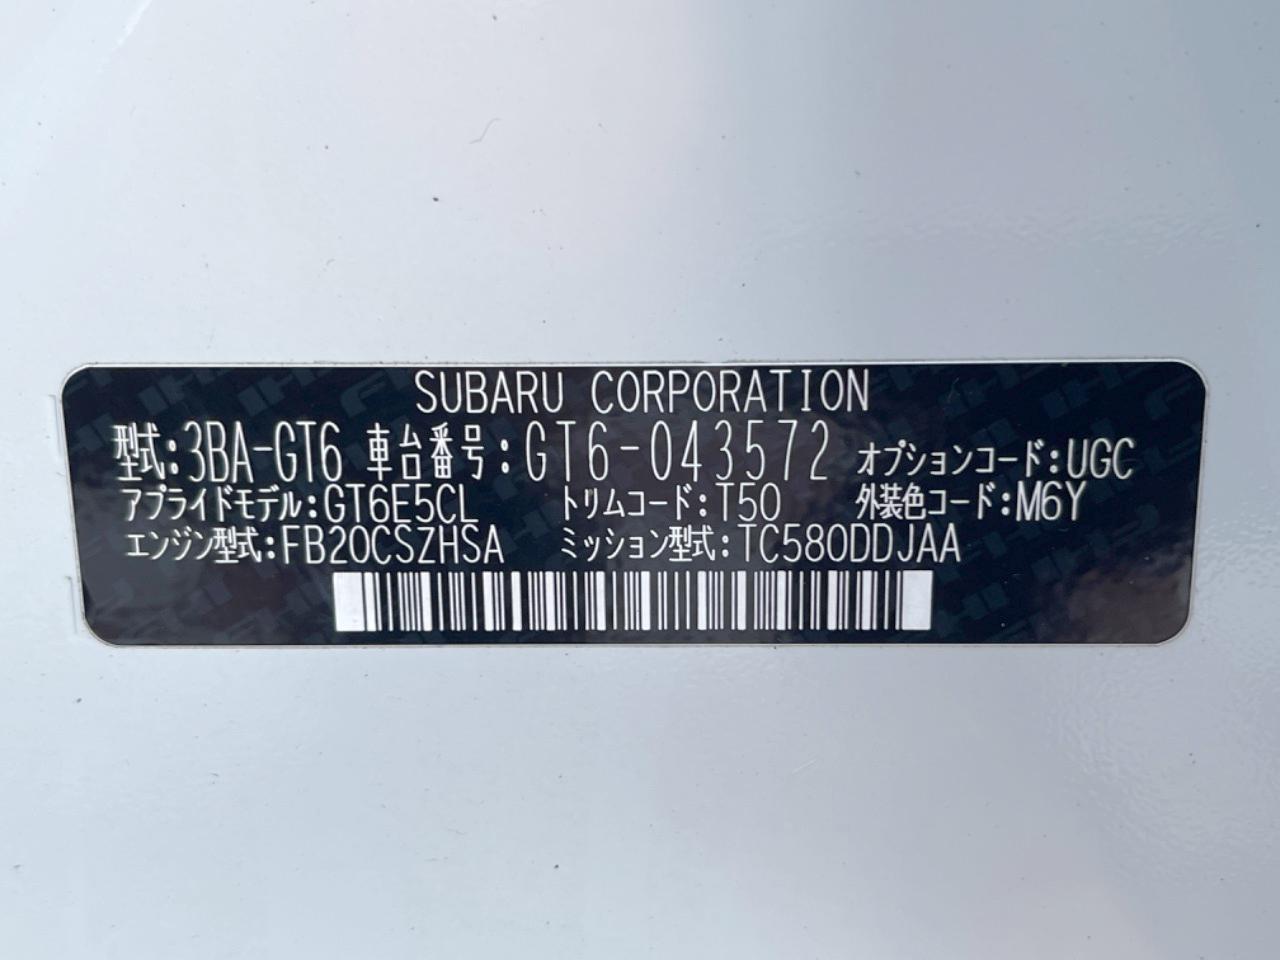 SUBARU CORPORATION
型式:3BA-GT6 車台番号:GT6-043572 オプションコード:UGC
アプライドモデル:GT6E5CL トリムコード:T50 外装色コード:M6Y
エンジン型式:FB20CSZHSA ミッション型式:TC580DDJAA